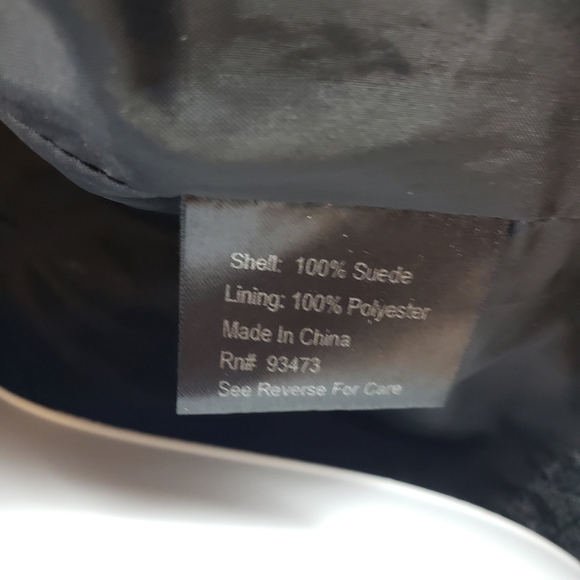 Shell: 100% Suede
Lining: 100% Polyester
Made In China
Rn# 93473
See Reverse For Care